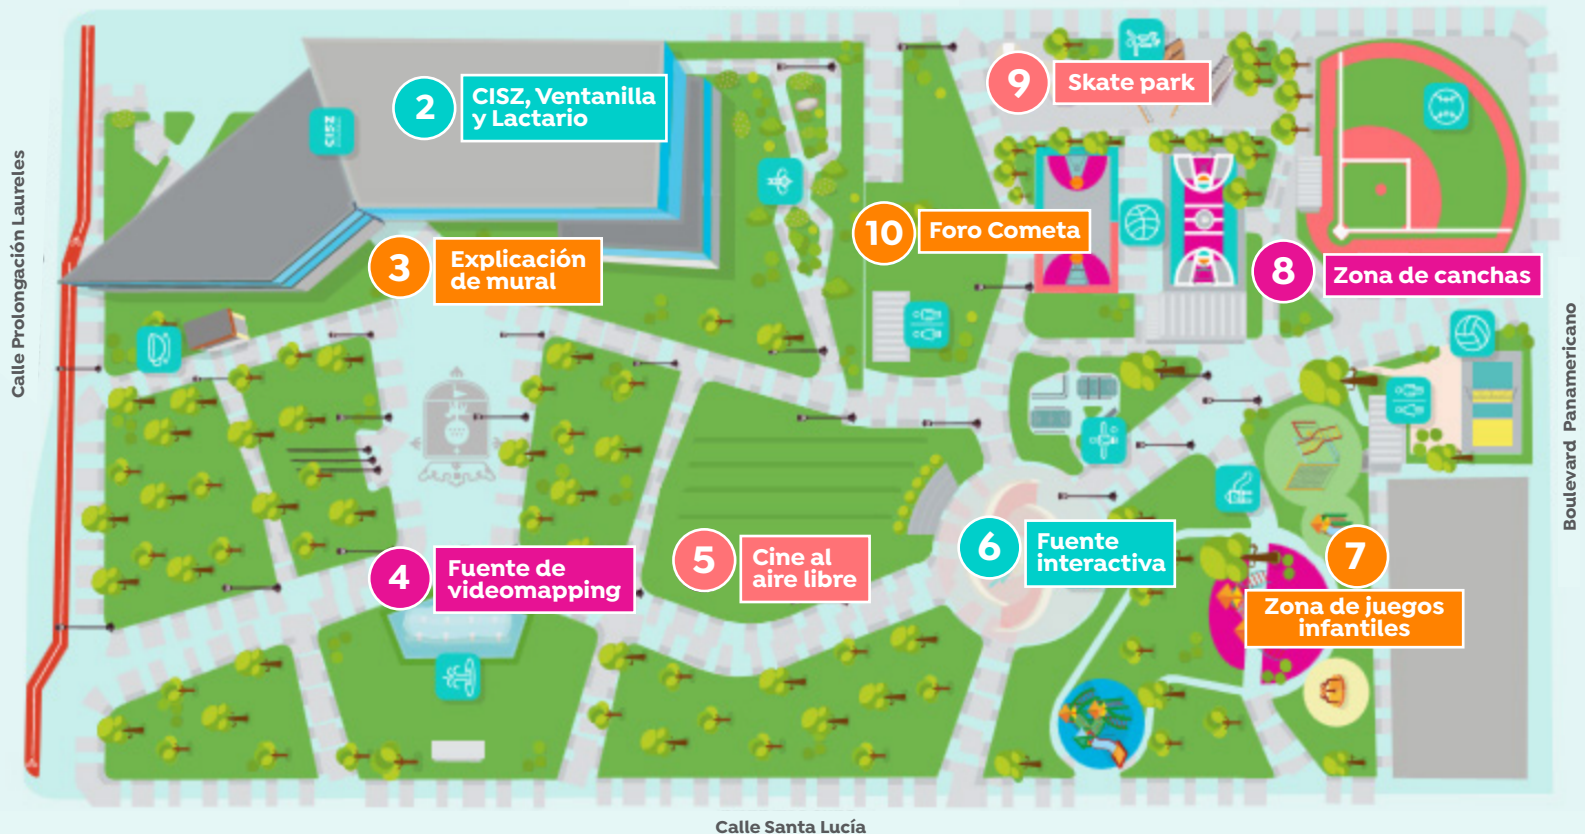 2
CISZ, Ventanilla
y Lactario
CISZ
9
Skate park
3
Explicación
de mural
10
Foro Cometa
8
Zona de canchas
4
Fuente de
videomapping
5
Cine al
aire libre
6
Fuente
interactiva
7
Zona de juegos
infantiles
Calle Prolongación Laureles
Boulevard Panamericano
Calle Santa Lucía